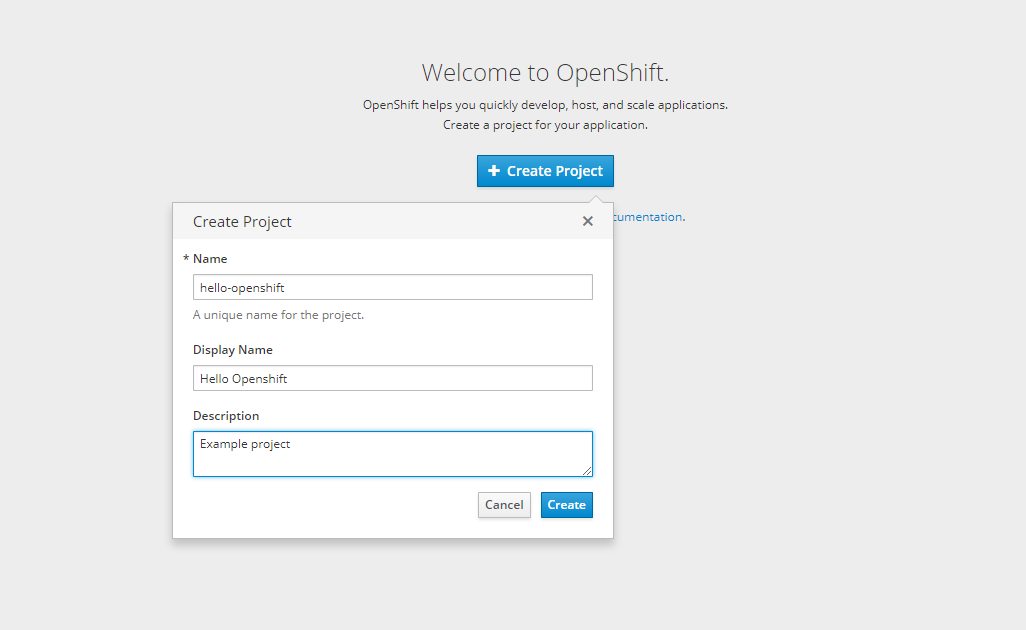 Welcome to OpenShift.
OpenShift helps you quickly develop, host, and scale applications.
Create a project for your application.
Create Project
cumentation.
Create Project
* Name
hello-openshift
A unique name for the project.
Display Name
Hello Openshift
Description
Example project
Cancel
Create